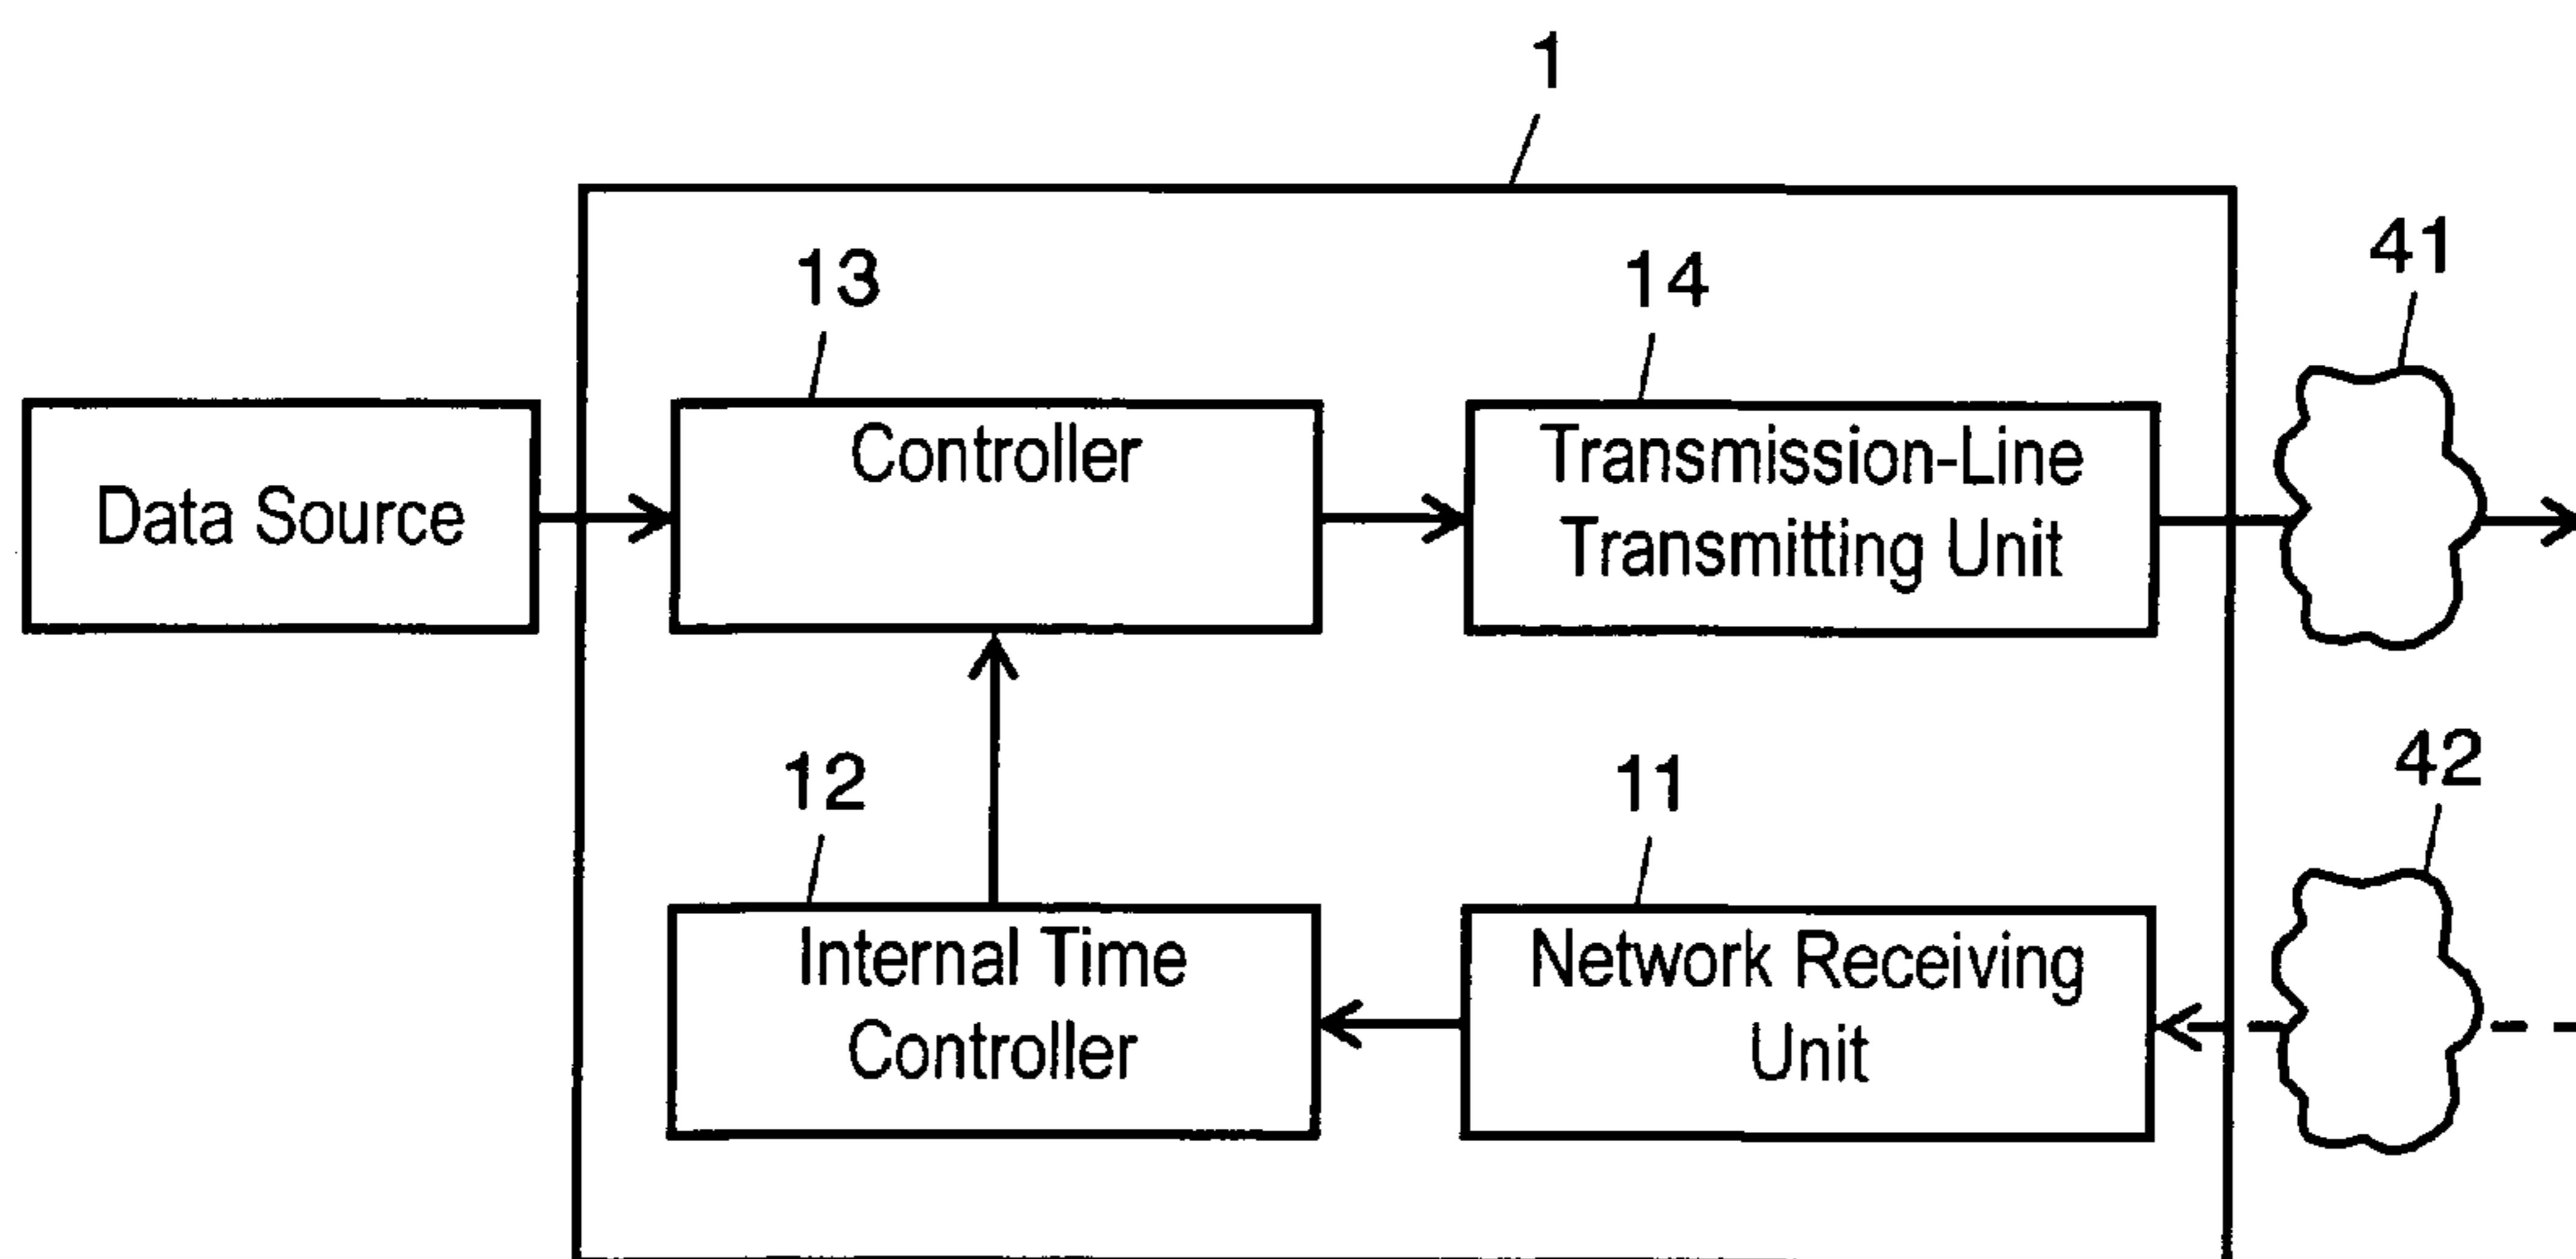 1
41
13
14
Data Source
Controller
Transmission-Line
Transmitting Unit
42
12
11
Internal Time
Controller
Network Receiving
Unit